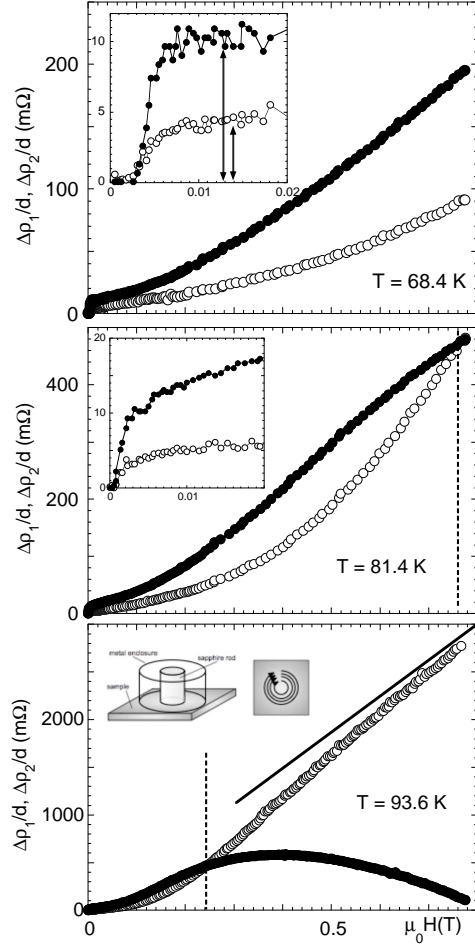 10
5
0
0
0.01
0.02
200
100
0
Δρ₁/d, Δρ₂/d (mΩ)
T = 68.4 K
20
10
0
0
0.01
400
200
0
Δρ₁/d, Δρ₂/d (mΩ)
T = 81.4 K
metal enclosure
sapphire rod
sample
2000
1000
0
Δρ₁/d, Δρ₂/d (mΩ)
T = 93.6 K
0
0.5
μ₀H(T)